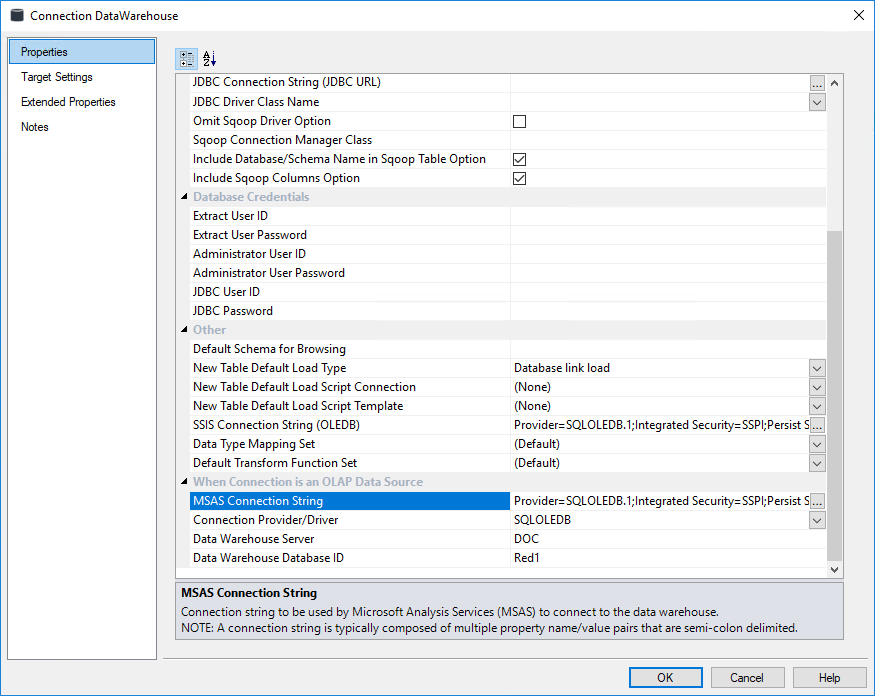 Connection DataWarehouse
Properties
Target Settings
Extended Properties
Notes
JDBC Connection String (JDBC URL)
JDBC Driver Class Name
Omit Sqoop Driver Option
Sqoop Connection Manager Class
Include Database/Schema Name in Sqoop Table Option
Include Sqoop Columns Option
Database Credentials
Extract User ID
Extract User Password
Administrator User ID
Administrator User Password
JDBC User ID
JDBC Password
Other
Default Schema for Browsing
New Table Default Load Type Database link load
New Table Default Load Script Connection (None)
New Table Default Load Script Template (None)
SSIS Connection String (OLEDB) Provider=SQLOLEDB.1;Integrated Security=SSPI;Persist S
Data Type Mapping Set (Default)
Default Transform Function Set (Default)
When Connection is an OLAP Data Source
MSAS Connection String Provider=SQLOLEDB.1;Integrated Security=SSPI;Persist S
Connection Provider/Driver SQLOLEDB
Data Warehouse Server DOC
Data Warehouse Database ID Red1
MSAS Connection String
Connection string to be used by Microsoft Analysis Services (MSAS) to connect to the data warehouse.
NOTE: A connection string is typically composed of multiple property name/value pairs that are semi-colon delimited.
OK Cancel Help